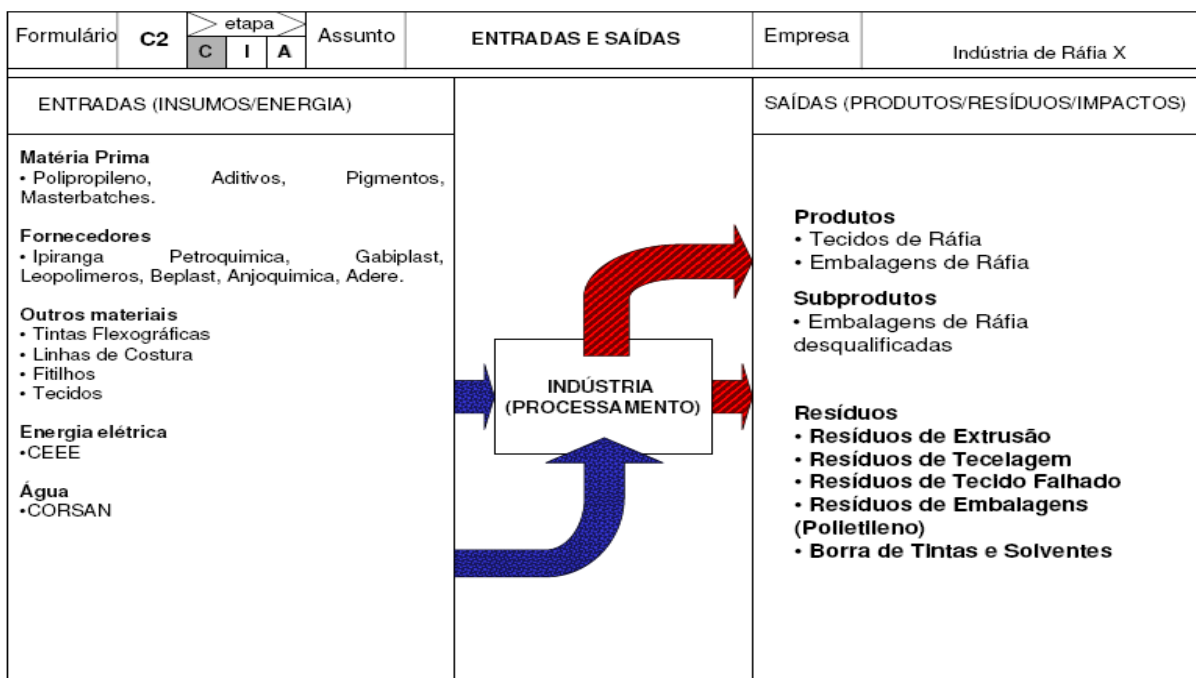 Formulário C2 etapa C I A Assunto ENTRADAS E SAÍDAS Empresa Indústria de Ráfia X
ENTRADAS (INSUMOS/ENERGIA)
Matéria Prima
• Polipropileno, Aditivos, Pigmentos,
Masterbatches.
Fornecedores
• Ipiranga Petroquimica, Gabiplast,
Leopolimeros, Beplast, Anjoquimica, Adere.
Outros materiais
• Tintas Flexográficas
• Linhas de Costura
• Fitilhos
• Tecidos
Energia elétrica
•CEEE
Água
•CORSAN
INDÚSTRIA
(PROCESSAMENTO)
SAÍDAS (PRODUTOS/RESÍDUOS/IMPACTOS)
Produtos
• Tecidos de Ráfia
• Embalagens de Ráfia
Subprodutos
• Embalagens de Ráfia
desqualificadas
Resíduos
• Resíduos de Extrusão
• Resíduos de Tecelagem
• Resíduos de Tecido Falhado
• Resíduos de Embalagens
(Polietileno)
• Borra de Tintas e Solventes